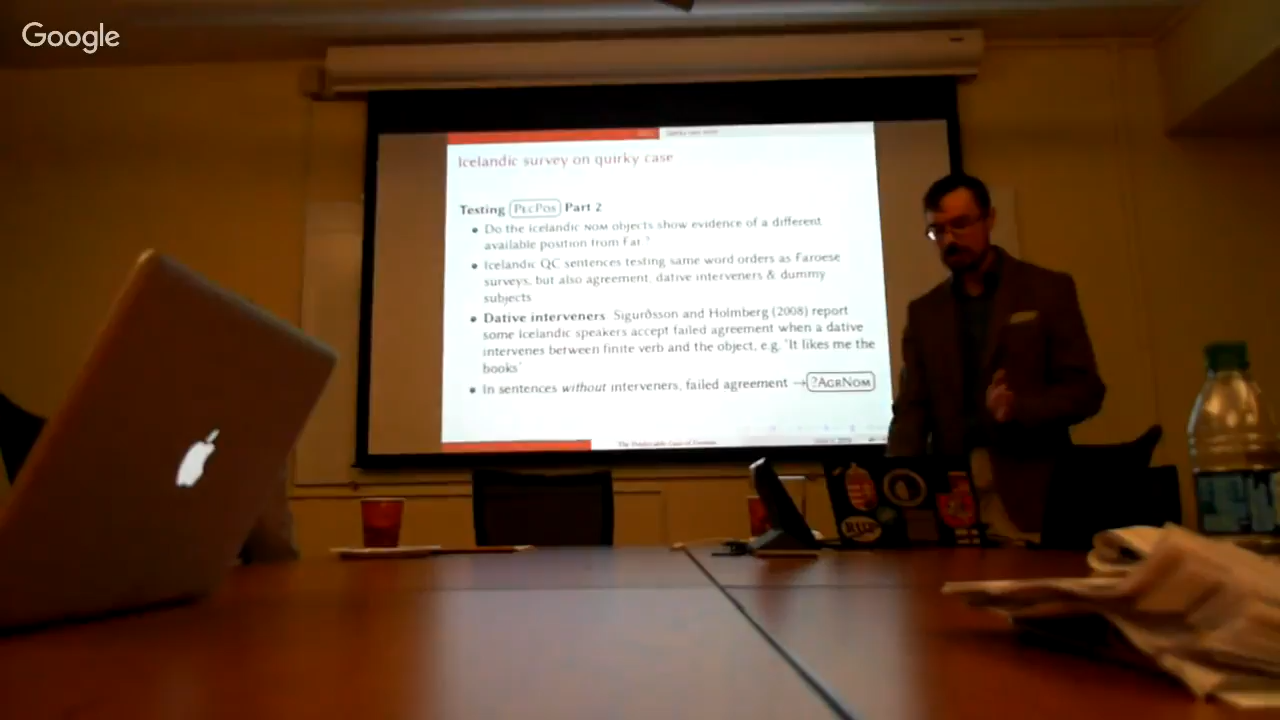 Google
Icelandic survey on quirky case
Testing PLCPOS Part 2
• Do the Icelandic NOM objects show evidence of a different
available position from Far.?
• Icelandic QC sentences testing same word orders as Faroese
surveys, but also agreement, dative interveners & dummy
subjects
• Dative interveners Sigurðsson and Holmberg (2008) report
some Icelandic speakers accept failed agreement when a dative
intervenes between finite verb and the object, e.g. 'It likes me the
books'
• In sentences without interveners, failed agreement → ?AGRNOM